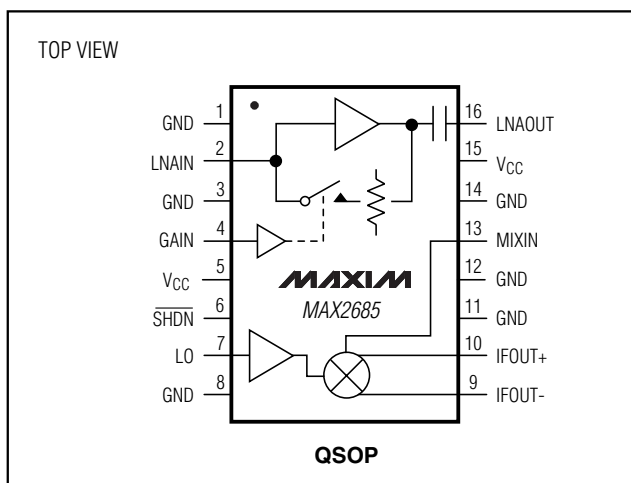 TOP VIEW
GND 1
LNAIN 2
GND 3
GAIN 4
VCC 5
SHDN 6
LO 7
GND 8
MAXIM
MAX2685
16 LNAOUT
15 VCC
14 GND
13 MIXIN
12 GND
11 GND
10 IFOUT+
9 IFOUT-
QSOP